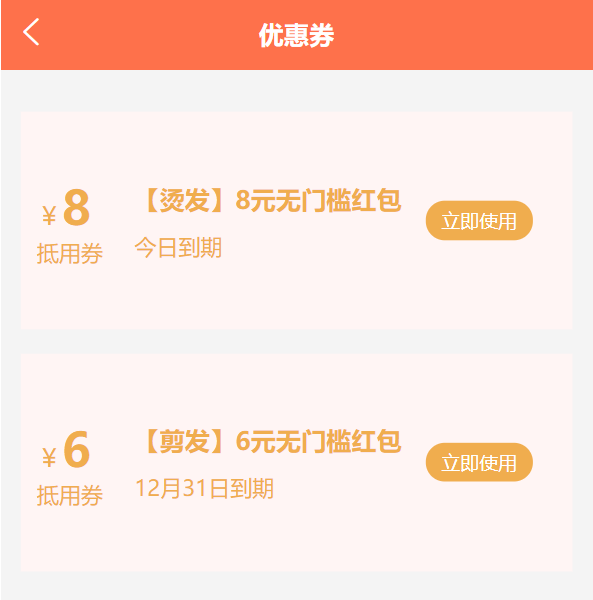 优惠券
¥ 8
抵用券
【烫发】8元无门槛红包
今日到期
立即使用
¥ 6
抵用券
【剪发】6元无门槛红包
12月31日到期
立即使用